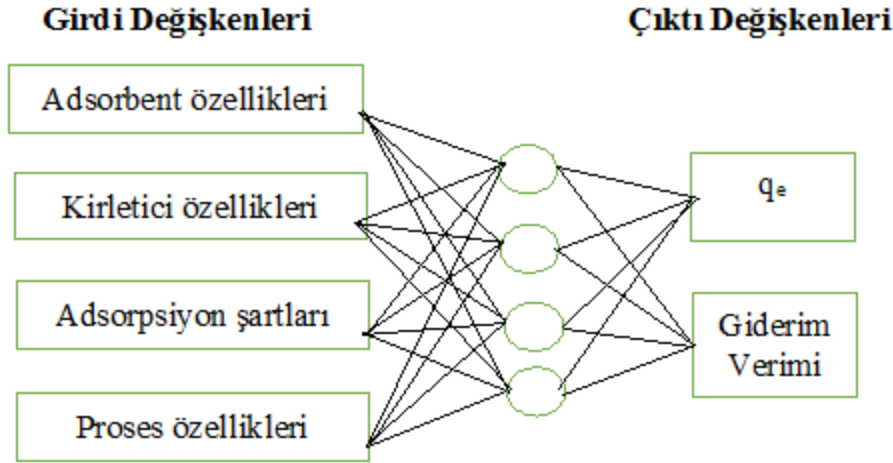 Girdi Değişkenleri
Çıktı Değişkenleri
Adsorbent özellikleri
Kirletici özellikleri
Adsorpsiyon şartları
Proses özellikleri
qₑ
Giderim
Verimi